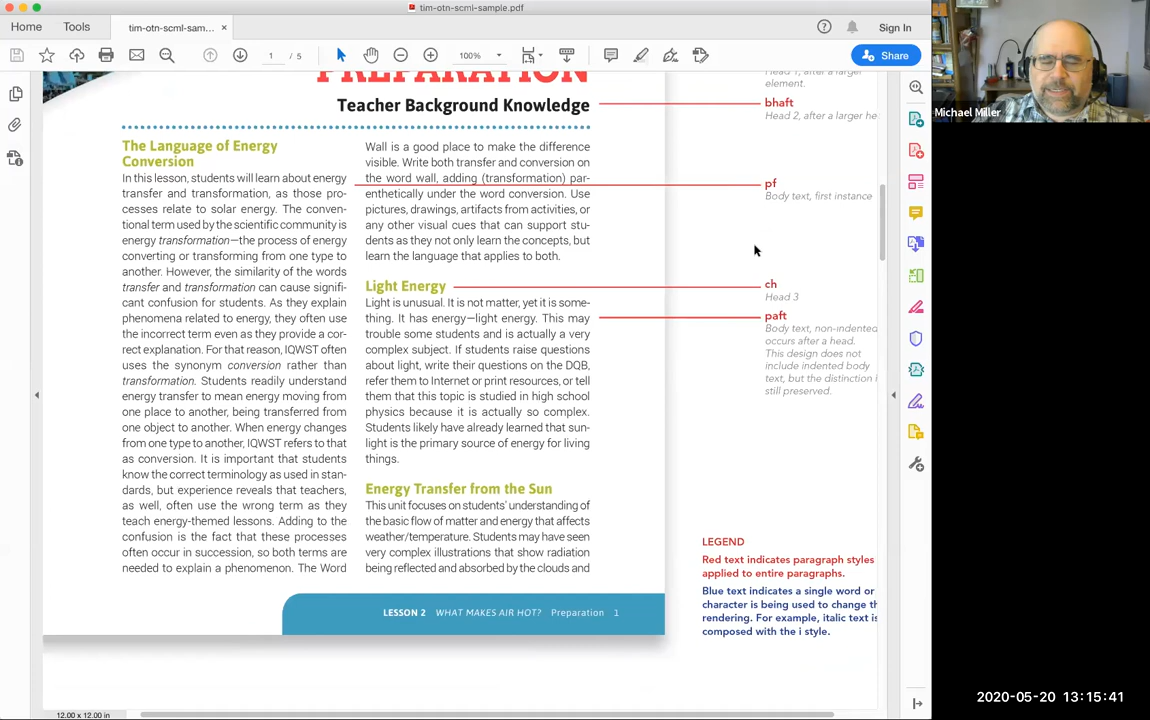 tim-otn-scml-sample.pdf
Home
Tools
tim-otn-scml-sam...
×
Sign In
1
/ 5
100%
Share
PREPARATION
Teacher Background Knowledge
The Language of Energy
Conversion
In this lesson, students will learn about energy
transfer and transformation, as those pro-
cesses relate to solar energy. The conven-
tional term used by the scientific community is
energy transformation—the process of energy
converting or transforming from one type to
another. However, the similarity of the words
transfer and transformation can cause signifi-
cant confusion for students. As they explain
phenomena related to energy, they often use
the incorrect term even as they provide a cor-
rect explanation. For that reason, IQWST often
uses the synonym conversion rather than
transformation. Students readily understand
energy transfer to mean energy moving from
one place to another, being transferred from
one object to another. When energy changes
from one type to another, IQWST refers to that
as conversion. It is important that students
know the correct terminology as used in stan-
dards, but experience reveals that teachers,
as well, often use the wrong term as they
teach energy-themed lessons. Adding to the
confusion is the fact that these processes
often occur in succession, so both terms are
needed to explain a phenomenon. The Word
Wall is a good place to make the difference
visible. Write both transfer and conversion on
the word wall, adding (transformation) par-
enthetically under the word conversion. Use
pictures, drawings, artifacts from activities, or
any other visual cues that can support stu-
dents as they not only learn the concepts, but
learn the language that applies to both.
Light Energy
Light is unusual. It is not matter, yet it is some-
thing. It has energy—light energy. This may
trouble some students and is actually a very
complex subject. If students raise questions
about light, write their questions on the DQB,
refer them to Internet or print resources, or tell
them that this topic is studied in high school
physics because it is actually so complex.
Students likely have already learned that sun-
light is the primary source of energy for living
things.
Energy Transfer from the Sun
This unit focuses on students' understanding of
the basic flow of matter and energy that affects
weather/temperature. Students may have seen
very complex illustrations that show radiation
being reflected and absorbed by the clouds and
LESSON 2 WHAT MAKES AIR HOT? Preparation 1
Head 1, after a larger
element.
bhaft
Head 2, after a larger he
pf
Body text, first instance
ch
Head 3
paft
Body text, non-indented
occurs after a head.
This design does not
include indented body
text, but the distinction i
still preserved.
LEGEND
Red text indicates paragraph styles
applied to entire paragraphs.
Blue text indicates a single word or
character is being used to change th
rendering. For example, italic text is
composed with the i style.
12.00 x 12.00 in
Michael Miller
2020-05-20 13:15:41